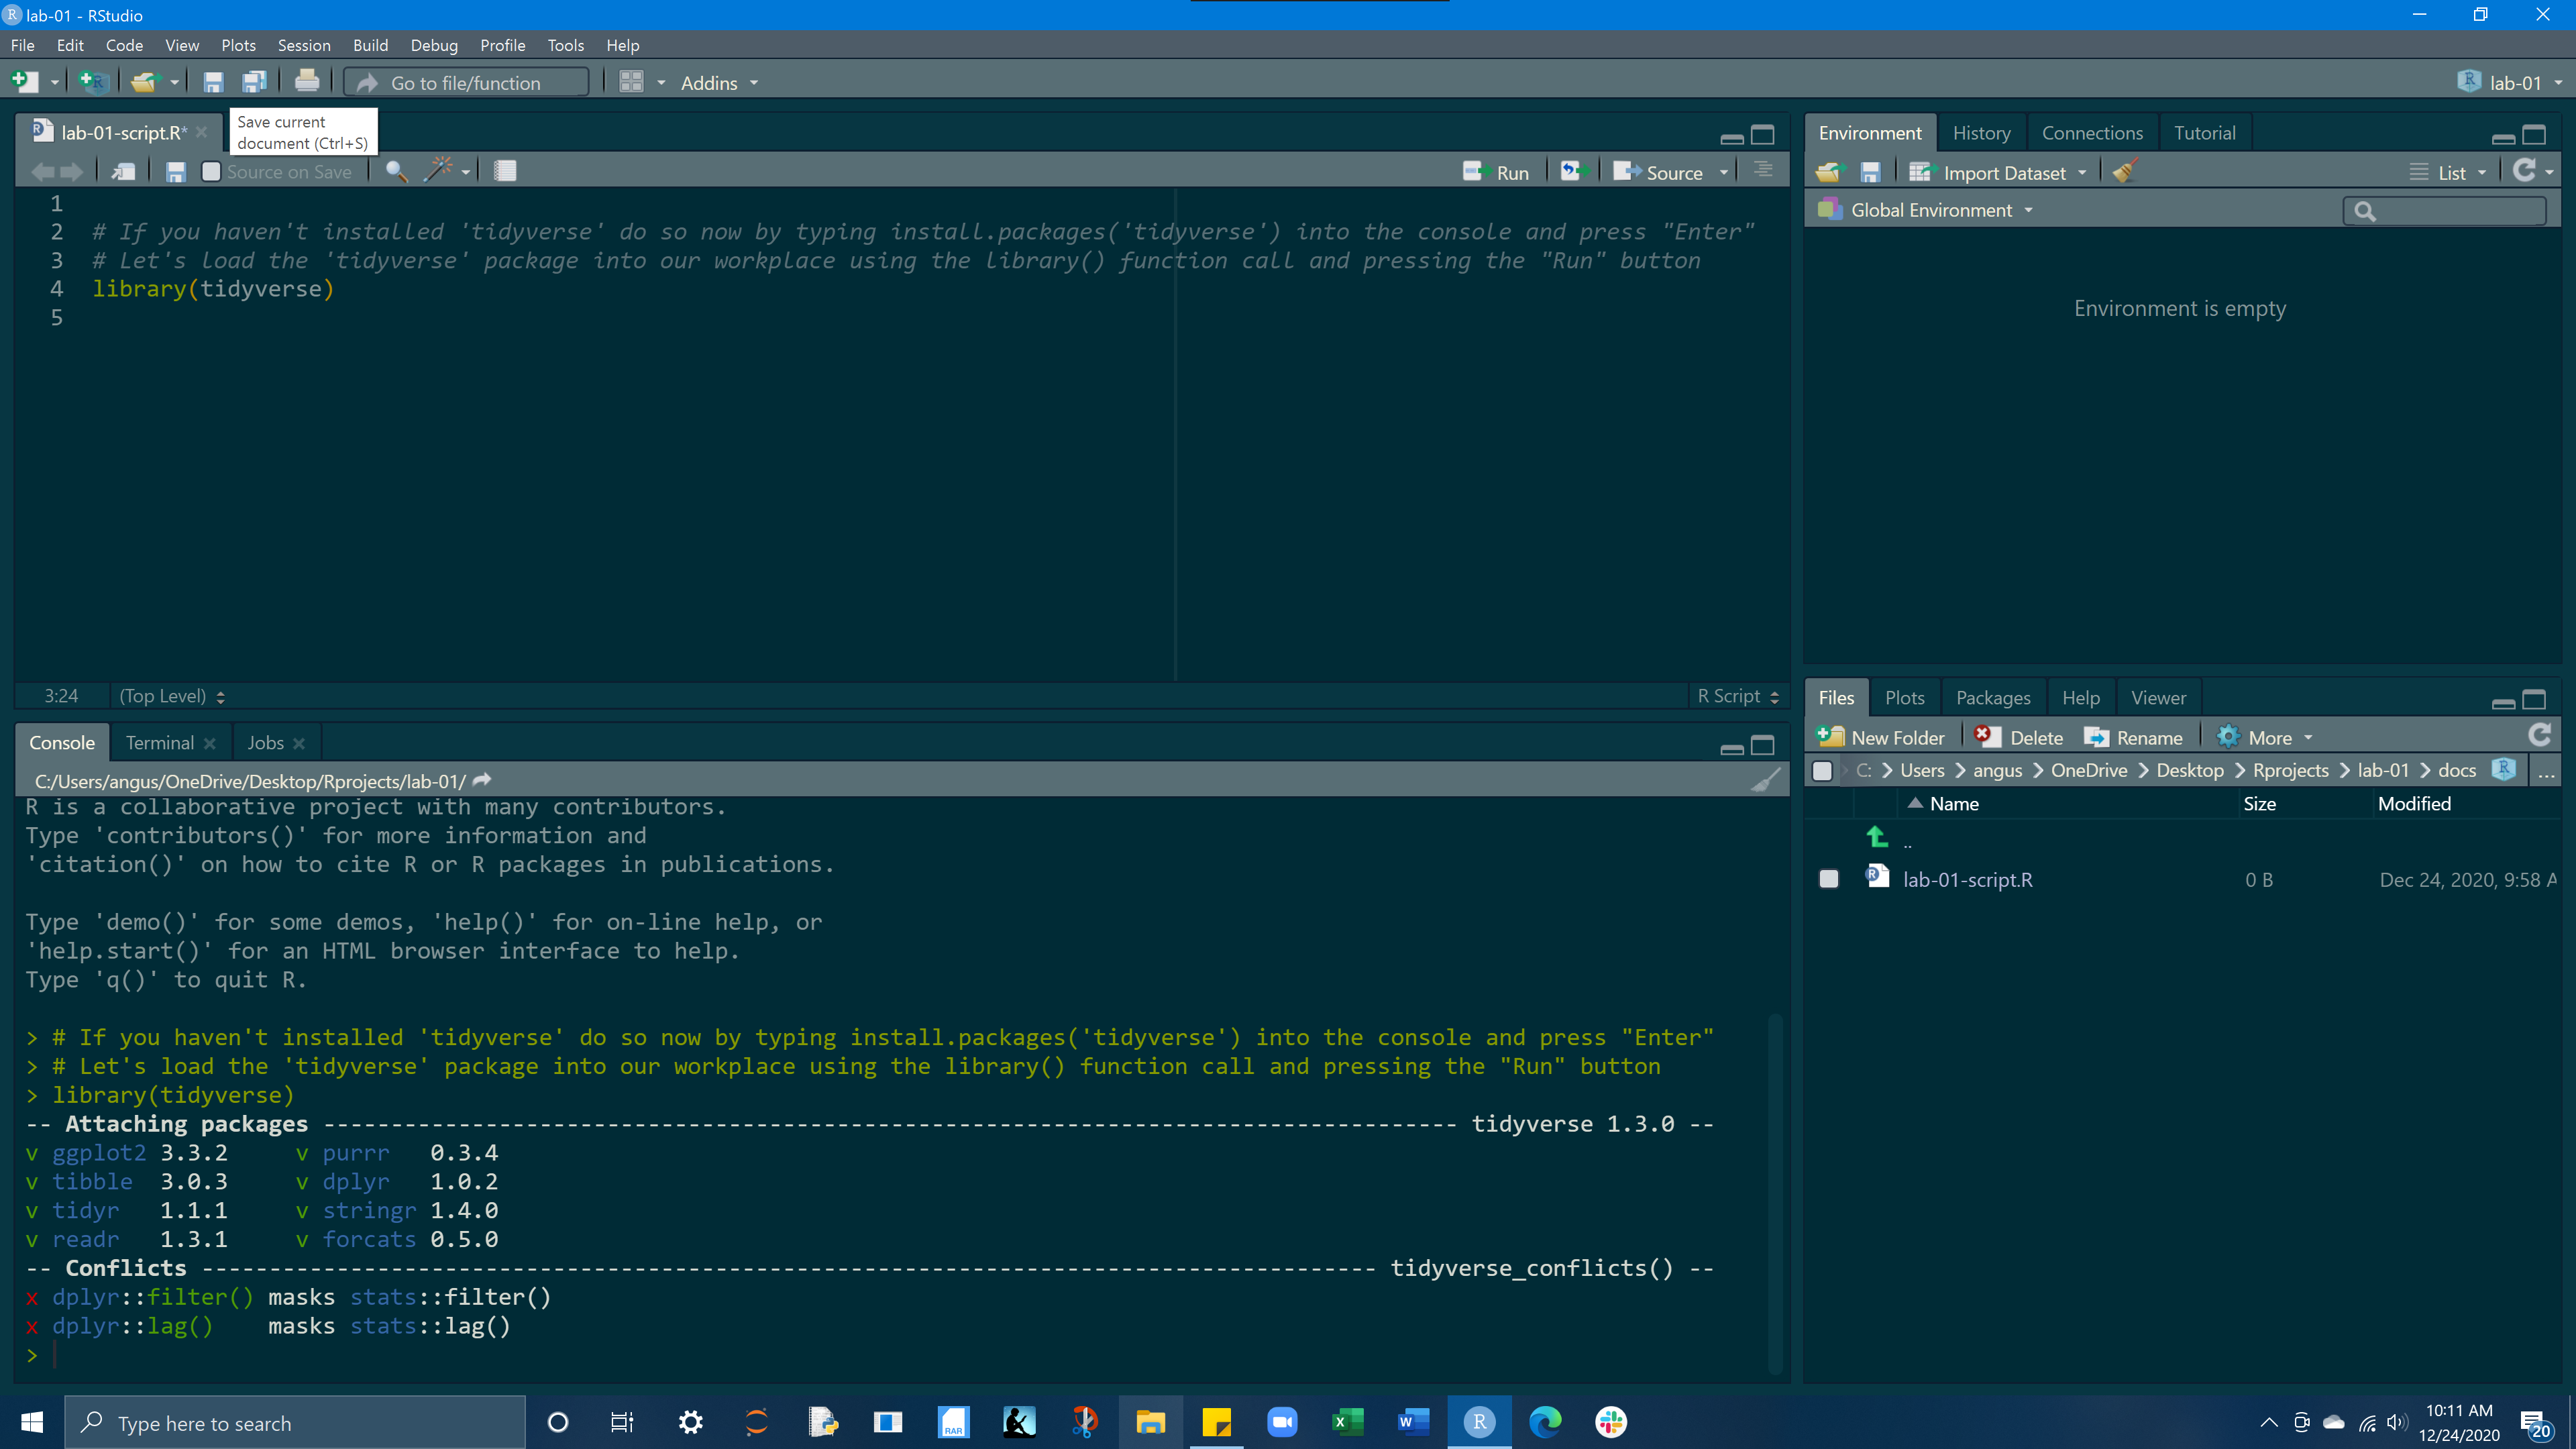 lab-01 - RStudio
File Edit Code View Plots Session Build Debug Profile Tools Help
Go to file/function Addins lab-01
lab-01-script.R*
Save current
document (Ctrl+S)
Source on Save Run Source
1
2 # If you haven't installed 'tidyverse' do so now by typing install.packages('tidyverse') into the console and press "Enter"
3 # Let's load the 'tidyverse' package into our workplace using the library() function call and pressing the "Run" button
4 library(tidyverse)
5
3:24 (Top Level) R Script
Console Terminal Jobs
C:/Users/angus/OneDrive/Desktop/Rprojects/lab-01/
R is a collaborative project with many contributors.
Type 'contributors()' for more information and
'citation()' on how to cite R or R packages in publications.
Type 'demo()' for some demos, 'help()' for on-line help, or
'help.start()' for an HTML browser interface to help.
Type 'q()' to quit R.
> # If you haven't installed 'tidyverse' do so now by typing install.packages('tidyverse') into the console and press "Enter"
> # Let's load the 'tidyverse' package into our workplace using the library() function call and pressing the "Run" button
> library(tidyverse)
-- Attaching packages ------------------------------------------------------------------------------------ tidyverse 1.3.0 --
v ggplot2 3.3.2 v purrr 0.3.4
v tibble 3.0.3 v dplyr 1.0.2
v tidyr 1.1.1 v stringr 1.4.0
v readr 1.3.1 v forcats 0.5.0
-- Conflicts --------------------------------------------------------------------------------------- tidyverse_conflicts() --
x dplyr::filter() masks stats::filter()
x dplyr::lag() masks stats::lag()
>
Environment History Connections Tutorial
Import Dataset List
Global Environment
Environment is empty
Files Plots Packages Help Viewer
New Folder Delete Rename More
C: Users angus OneDrive Desktop Rprojects lab-01 docs ...
Name Size Modified
..
lab-01-script.R 0 B Dec 24, 2020, 9:58 A
Type here to search
RAR
10:11 AM
12/24/2020
20